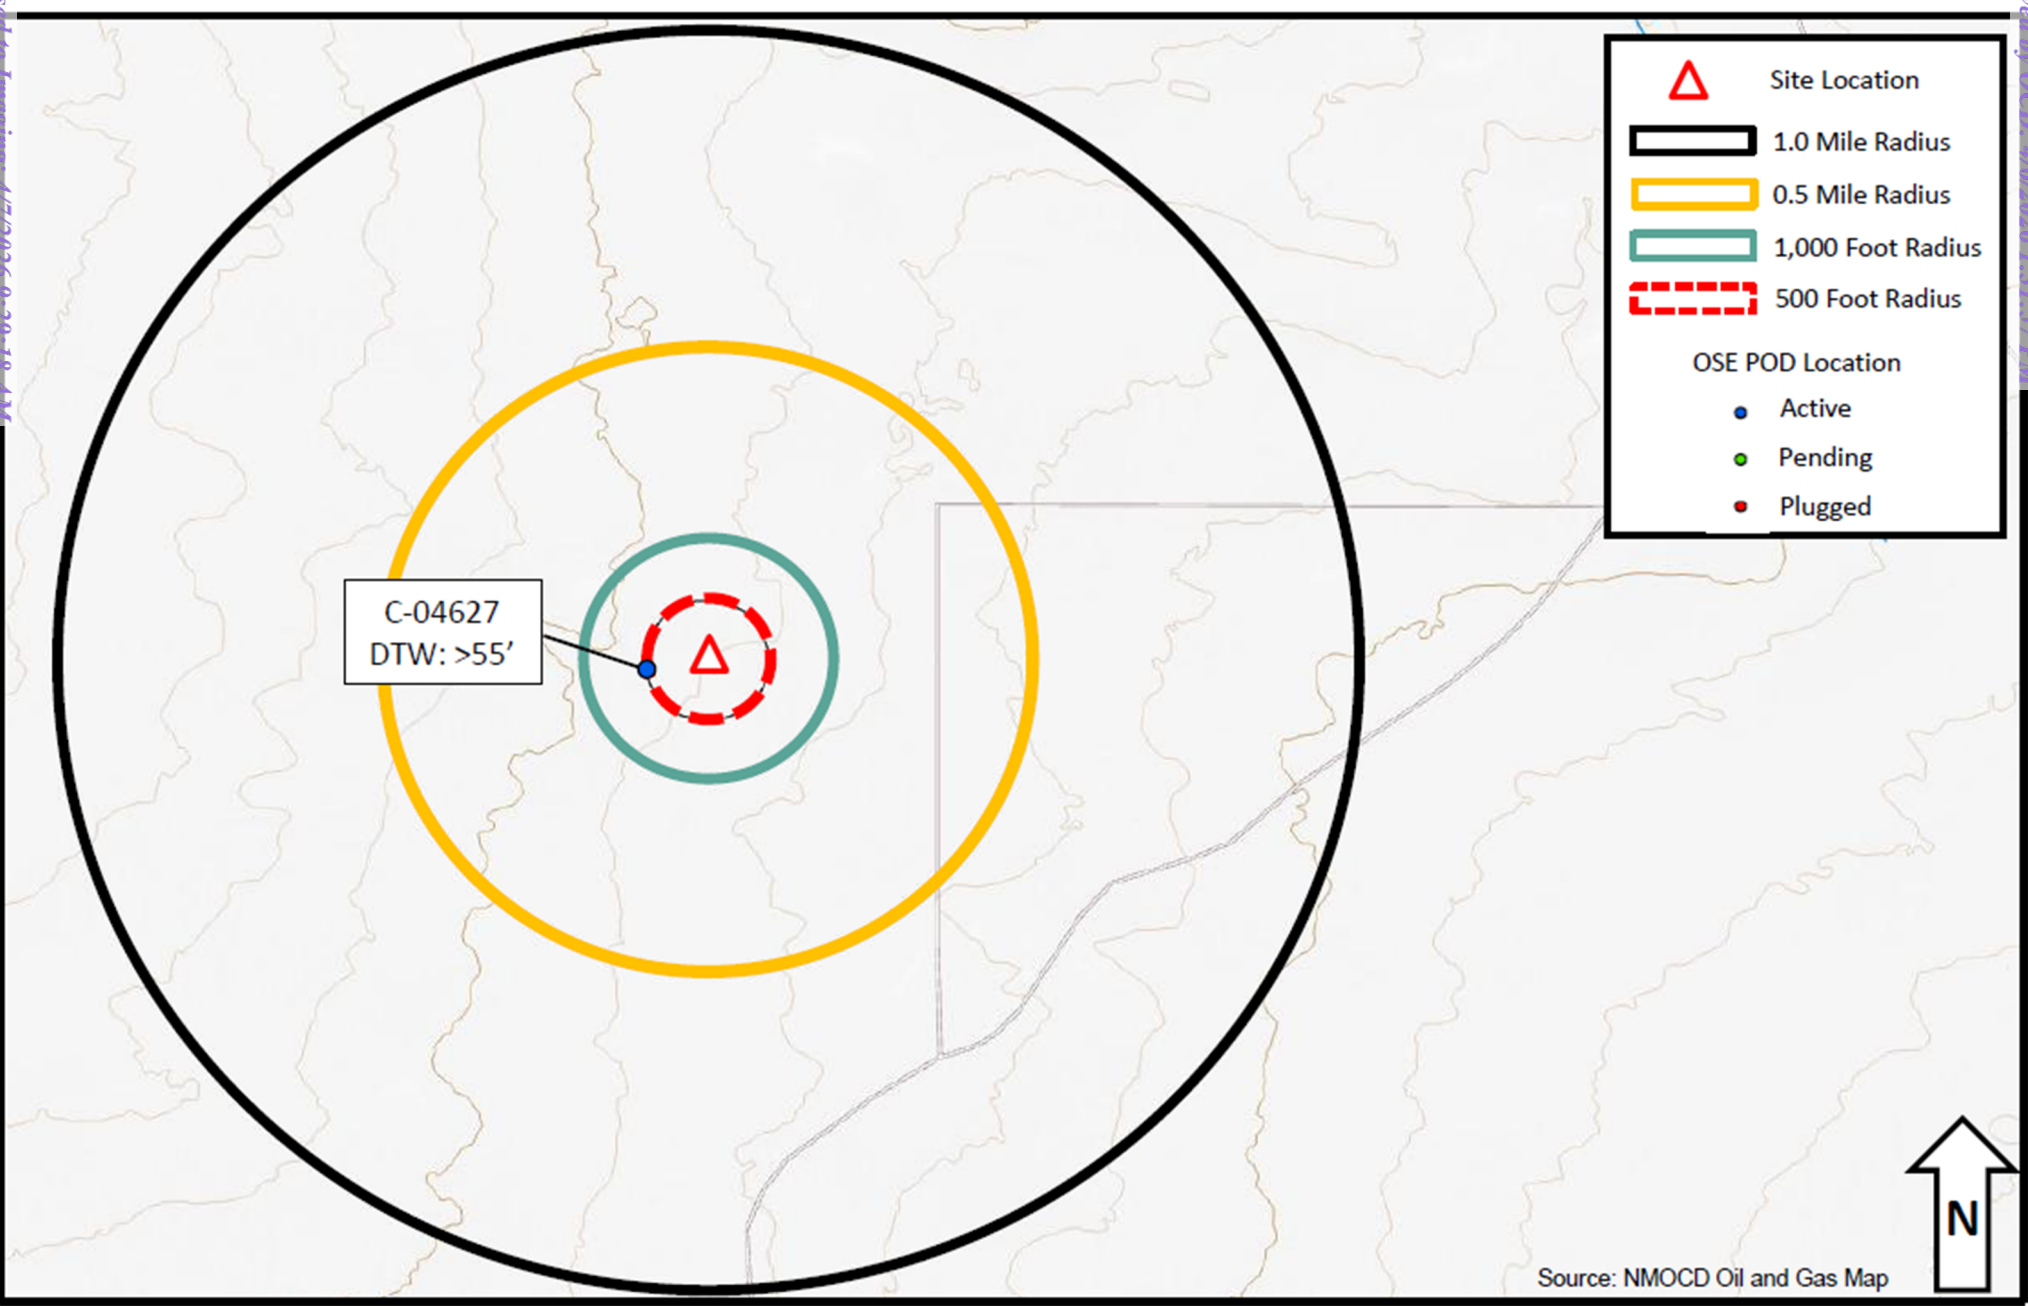 Site Location
1.0 Mile Radius
0.5 Mile Radius
1,000 Foot Radius
500 Foot Radius
OSE POD Location
Active
Pending
Plugged
C-04627
DTW: >55’
N
Source: NMOCD Oil and Gas Map